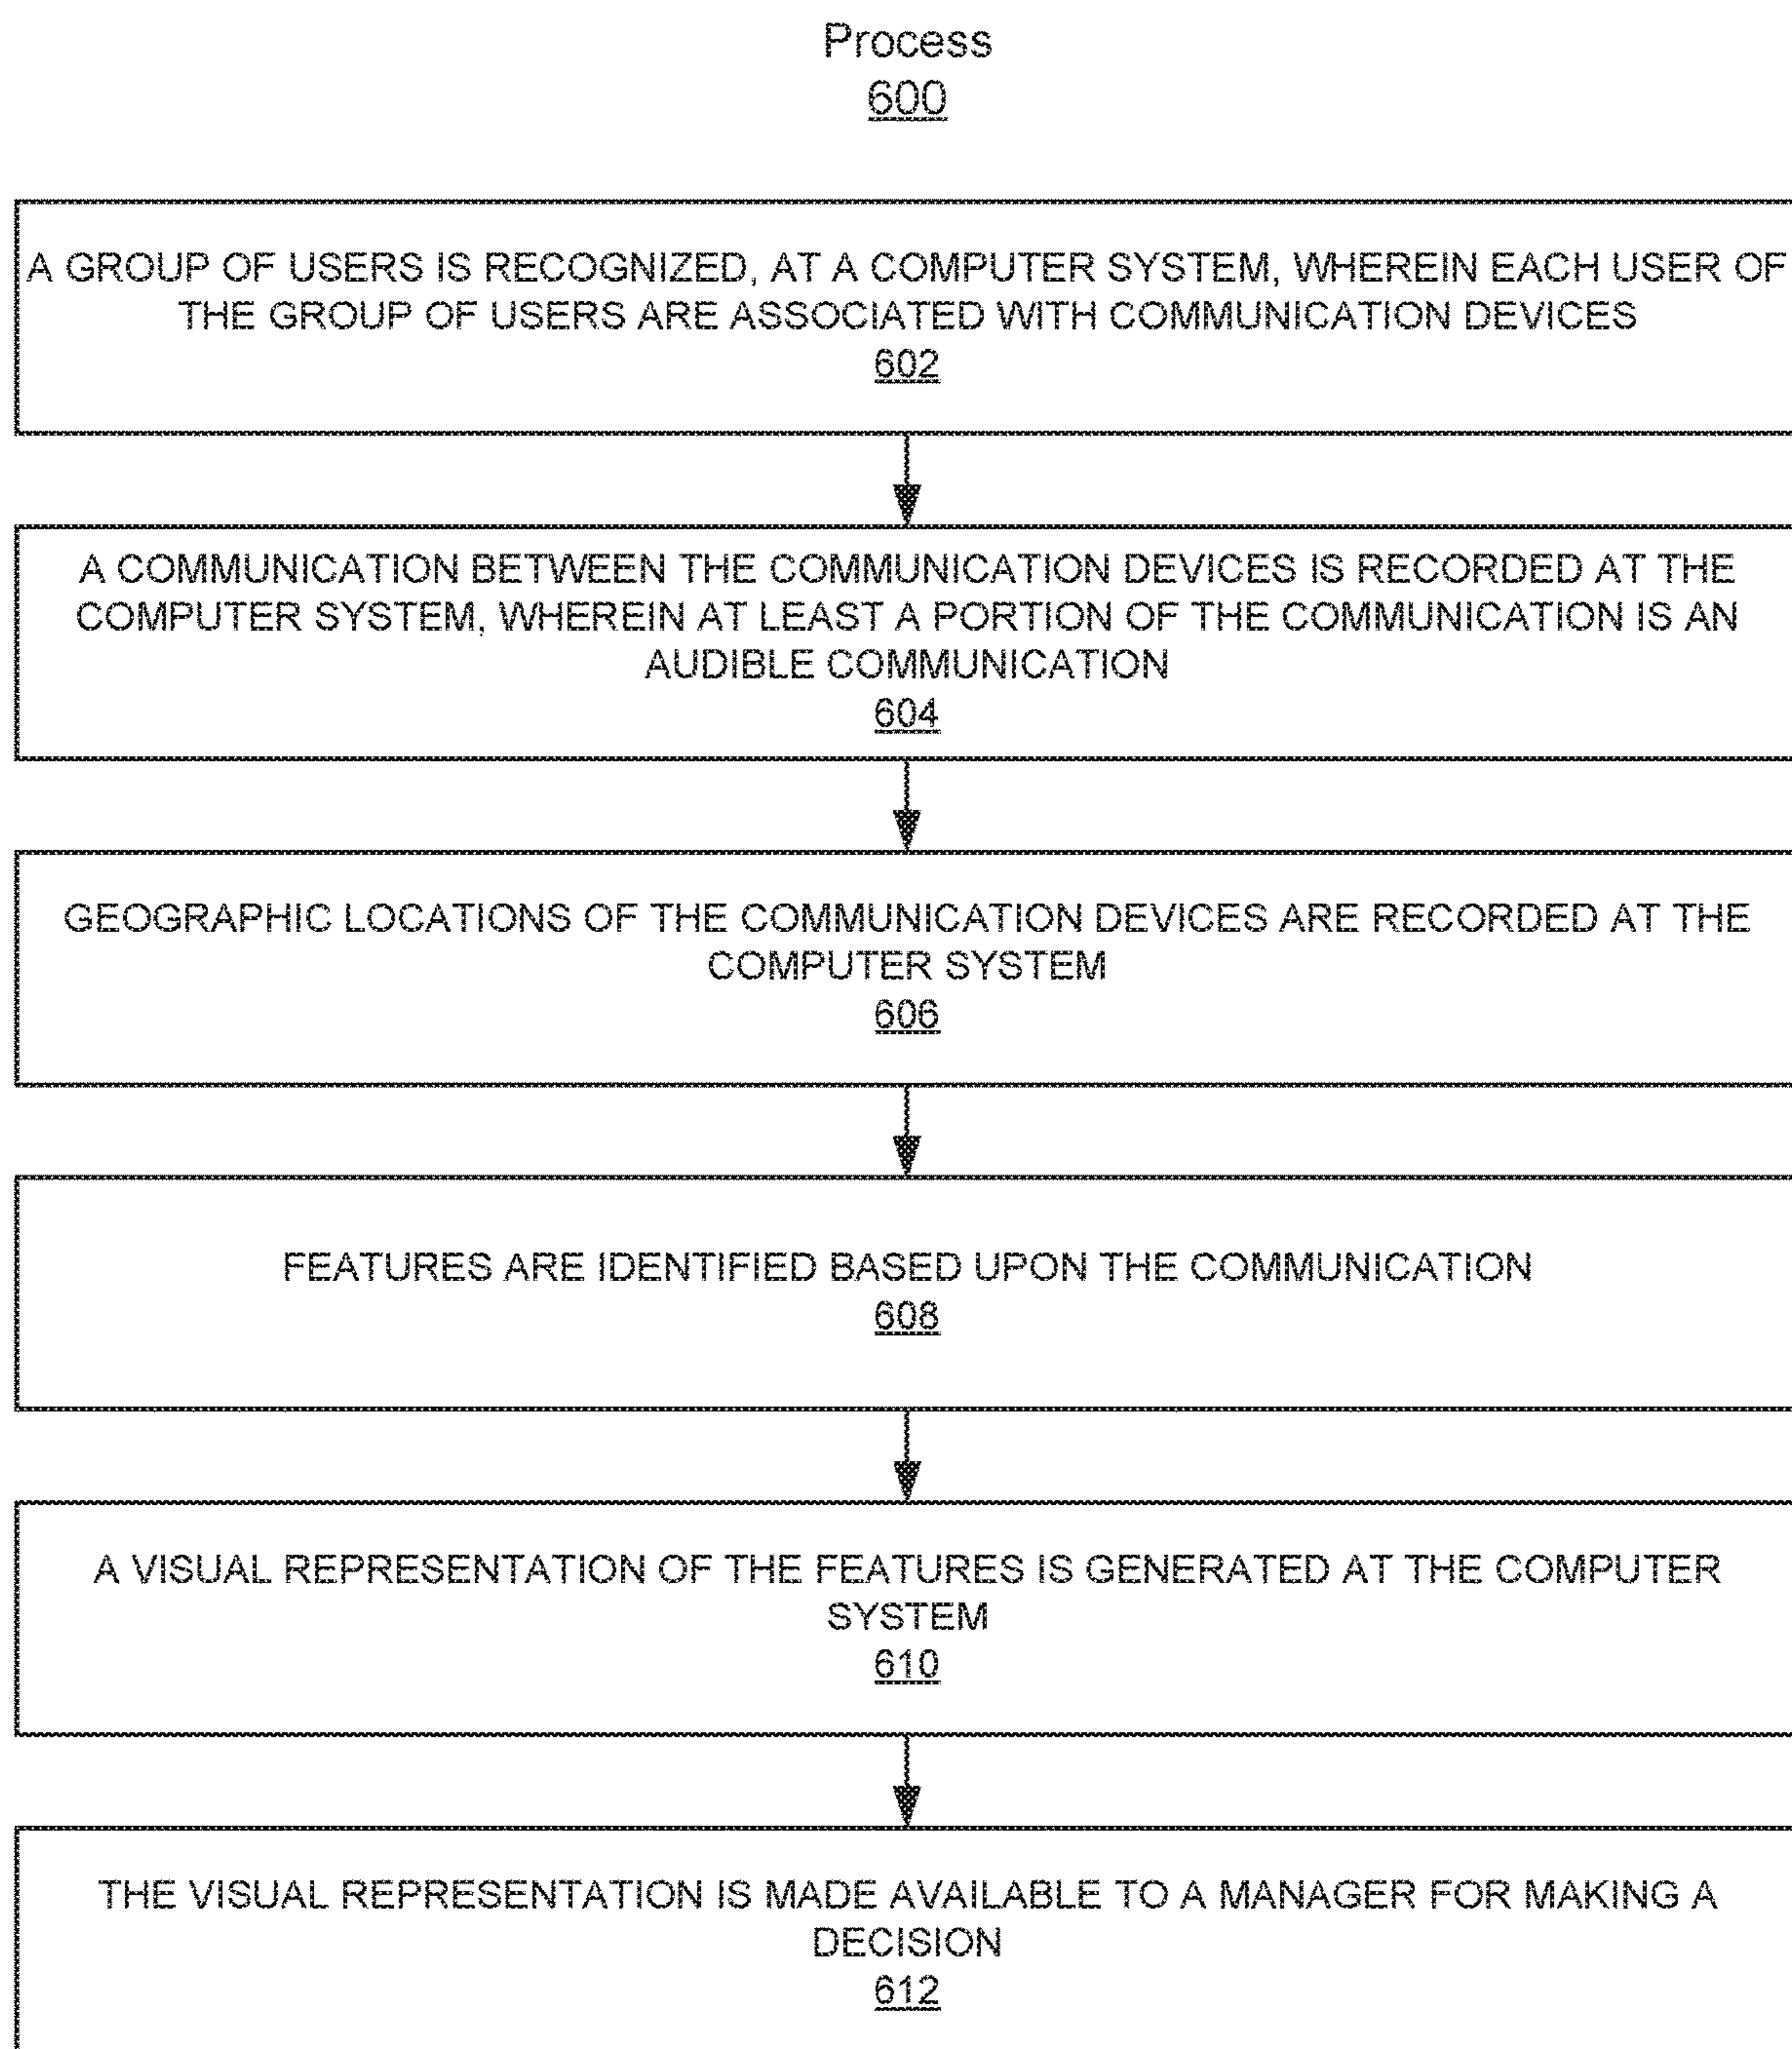 Process
600
A GROUP OF USERS IS RECOGNIZED, AT A COMPUTER SYSTEM, WHEREIN EACH USER OF
THE GROUP OF USERS ARE ASSOCIATED WITH COMMUNICATION DEVICES
602
A COMMUNICATION BETWEEN THE COMMUNICATION DEVICES IS RECORDED AT THE
COMPUTER SYSTEM, WHEREIN AT LEAST A PORTION OF THE COMMUNICATION IS AN
AUDIBLE COMMUNICATION
604
GEOGRAPHIC LOCATIONS OF THE COMMUNICATION DEVICES ARE RECORDED AT THE
COMPUTER SYSTEM
606
FEATURES ARE IDENTIFIED BASED UPON THE COMMUNICATION
608
A VISUAL REPRESENTATION OF THE FEATURES IS GENERATED AT THE COMPUTER
SYSTEM
610
THE VISUAL REPRESENTATION IS MADE AVAILABLE TO A MANAGER FOR MAKING A
DECISION
612